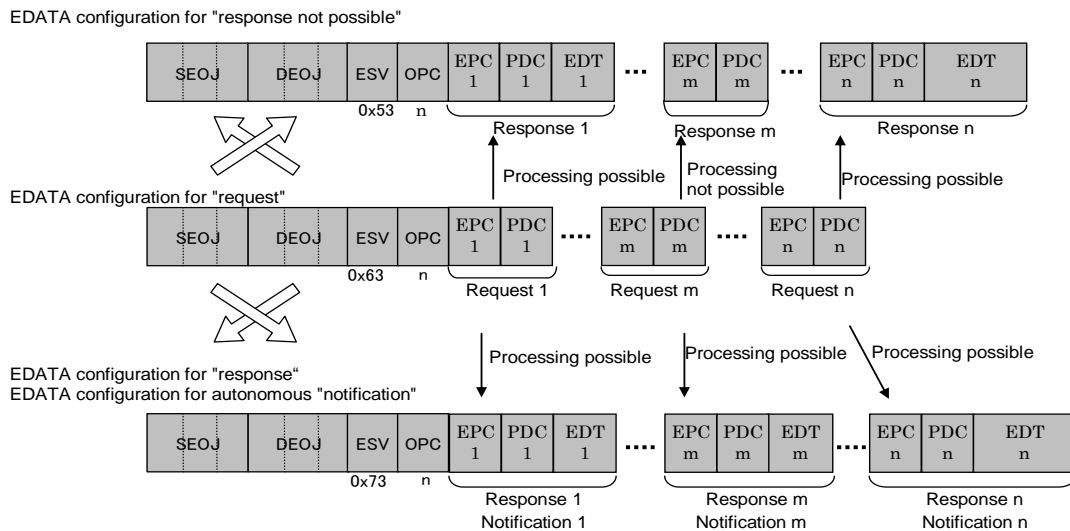 EDATA configuration for "response not possible"
SEOJ DEOJ ESV OPC EPC 1 PDC 1 EDT 1 ... EPC m PDC m ... EPC n PDC n EDT n
0x53 n
Response 1 Response m Response n
Processing possible Processing not possible Processing possible
EDATA configuration for "request"
SEOJ DEOJ ESV OPC EPC 1 PDC 1 .... EPC m PDC m .... EPC n PDC n
0x63 n
Request 1 Request m Request n
Processing possible Processing possible Processing possible
EDATA configuration for "response“
EDATA configuration for autonomous "notification"
SEOJ DEOJ ESV OPC EPC 1 PDC 1 EDT 1 .... EPC m PDC m EDT m .... EPC n PDC n EDT n
0x73 n
Response 1 Response m Response n
Notification 1 Notification m Notification n